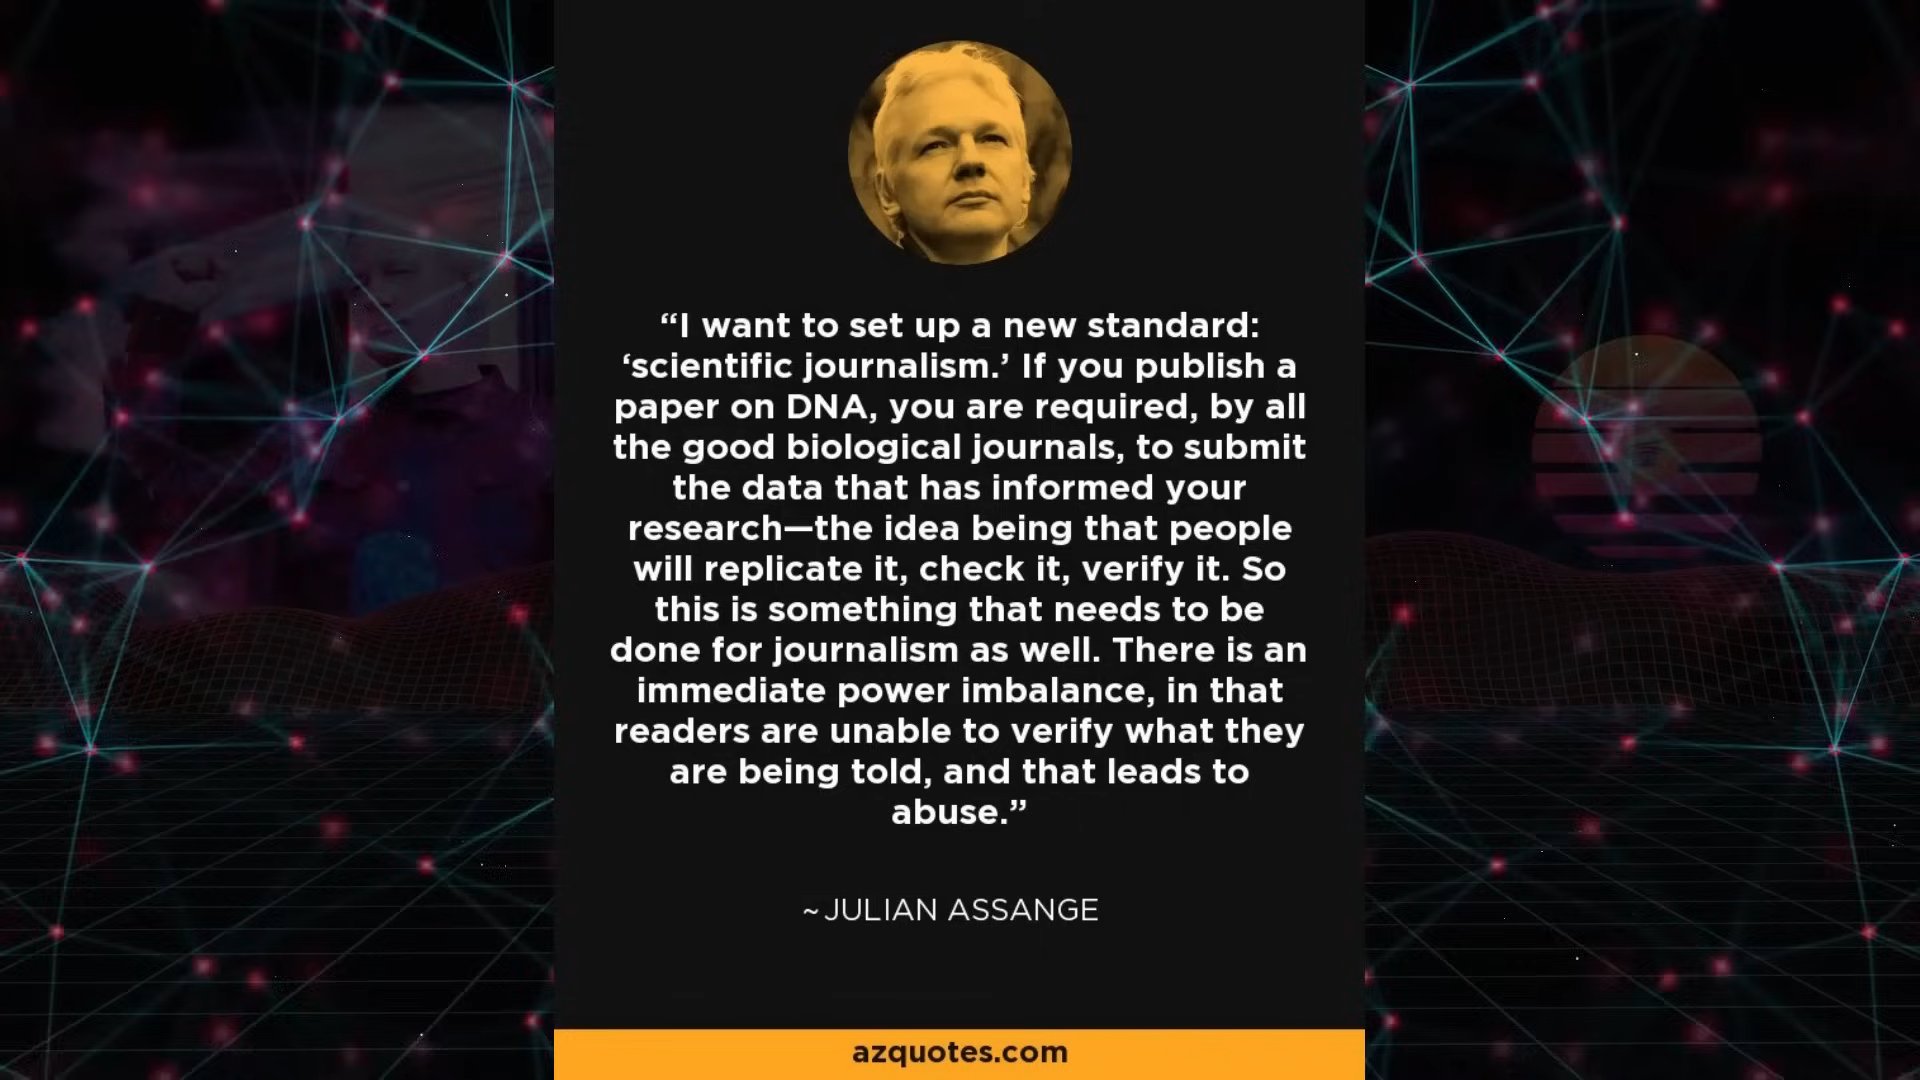 “I want to set up a new standard:
‘scientific journalism.’ If you publish a
paper on DNA, you are required, by all
the good biological journals, to submit
the data that has informed your
research—the idea being that people
will replicate it, check it, verify it. So
this is something that needs to be
done for journalism as well. There is an
immediate power imbalance, in that
readers are unable to verify what they
are being told, and that leads to
abuse.”
~ JULIAN ASSANGE
azquotes.com